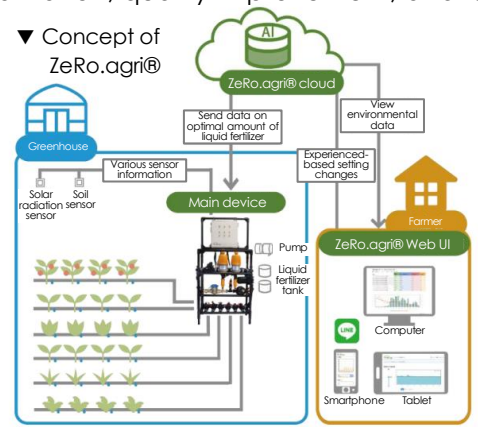 ▼ Concept of
ZeRo.agri®
AI
ZeRo.agri® cloud
Send data on
optimal amount of
liquid fertilizer
View
environmental
data
Greenhouse
Various sensor
information
Experienced-
based setting
changes
Solar
radiation
sensor
Soil
sensor
Main device
Farmer
Pump
Liquid
fertilizer
tank
ZeRo.agri® Web UI
Computer
LINE
Smartphone
Tablet